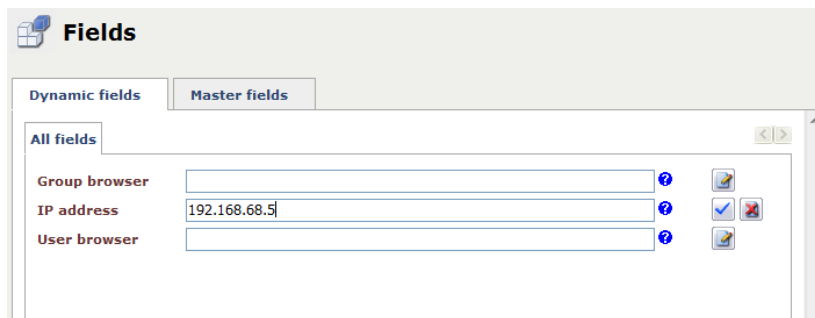 Fields
Dynamic fields Master fields
All fields
Group browser
IP address 192.168.68.5
User browser